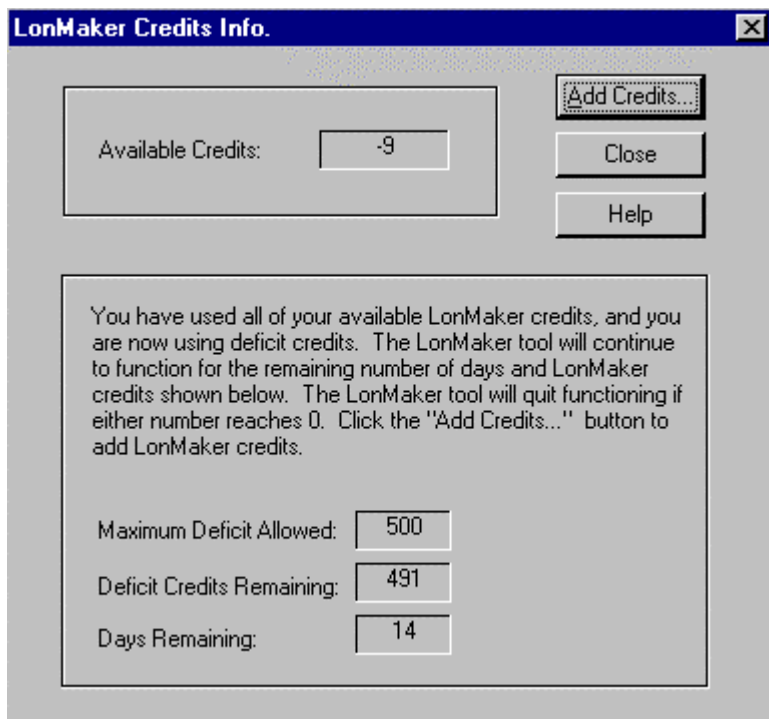 LonMaker Credits Info.
Available Credits: -9
Add Credits...
Close
Help
You have used all of your available LonMaker credits, and you
are now using deficit credits. The LonMaker tool will continue
to function for the remaining number of days and LonMaker
credits shown below. The LonMaker tool will quit functioning if
either number reaches 0. Click the "Add Credits..." button to
add LonMaker credits.
Maximum Deficit Allowed: 500
Deficit Credits Remaining: 491
Days Remaining: 14